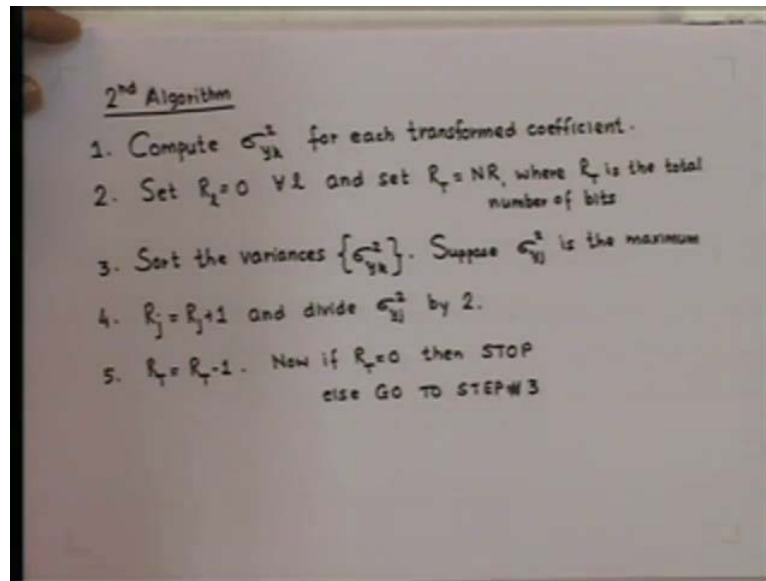 2nd Algorithm
1. Compute σ²yk for each transformed coefficient.
2. Set Rl=0 ∀l and set RT=NR, where RT is the total
number of bits
3. Sort the variances {σ²yk}. Suppose σ²yj is the maximum
4. Rj=Rj+1 and divide σ²yj by 2.
5. RT=RT-1. Now if RT=0 then STOP
else GO TO STEP# 3